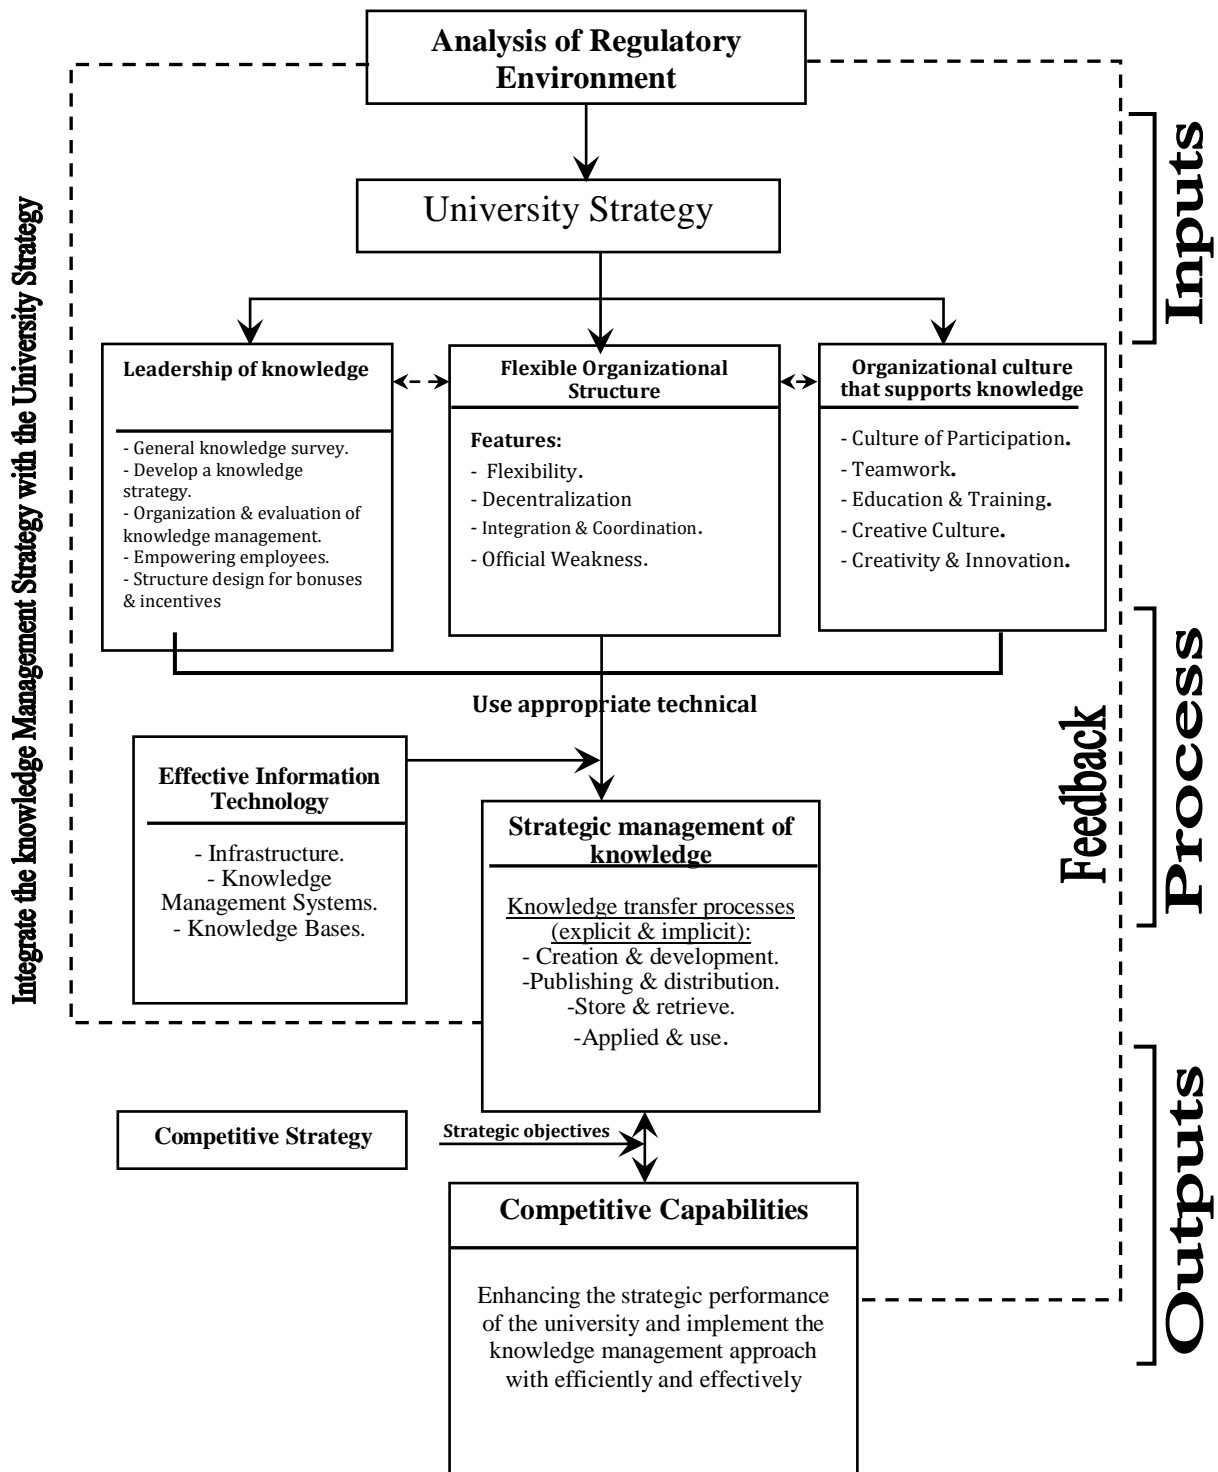 Analysis of Regulatory
Environment
University Strategy
Leadership of knowledge
- General knowledge survey.
- Develop a knowledge
strategy.
- Organization & evaluation of
knowledge management.
- Empowering employees.
- Structure design for bonuses
& incentives
Flexible Organizational
Structure
Features:
- Flexibility.
- Decentralization
- Integration & Coordination.
- Official Weakness.
Organizational culture
that supports knowledge
- Culture of Participation.
- Teamwork.
- Education & Training.
- Creative Culture.
- Creativity & Innovation.
Use appropriate technical
Effective Information
Technology
- Infrastructure.
- Knowledge
Management Systems.
- Knowledge Bases.
Strategic management of
knowledge
Knowledge transfer processes
(explicit & implicit):
- Creation & development.
-Publishing & distribution.
-Store & retrieve.
-Applied & use.
Competitive Strategy
Strategic objectives
Competitive Capabilities
Enhancing the strategic performance
of the university and implement the
knowledge management approach
with efficiently and effectively
Integrate the knowledge Management Strategy with the University Strategy
Feedback
Inputs
Process
Outputs